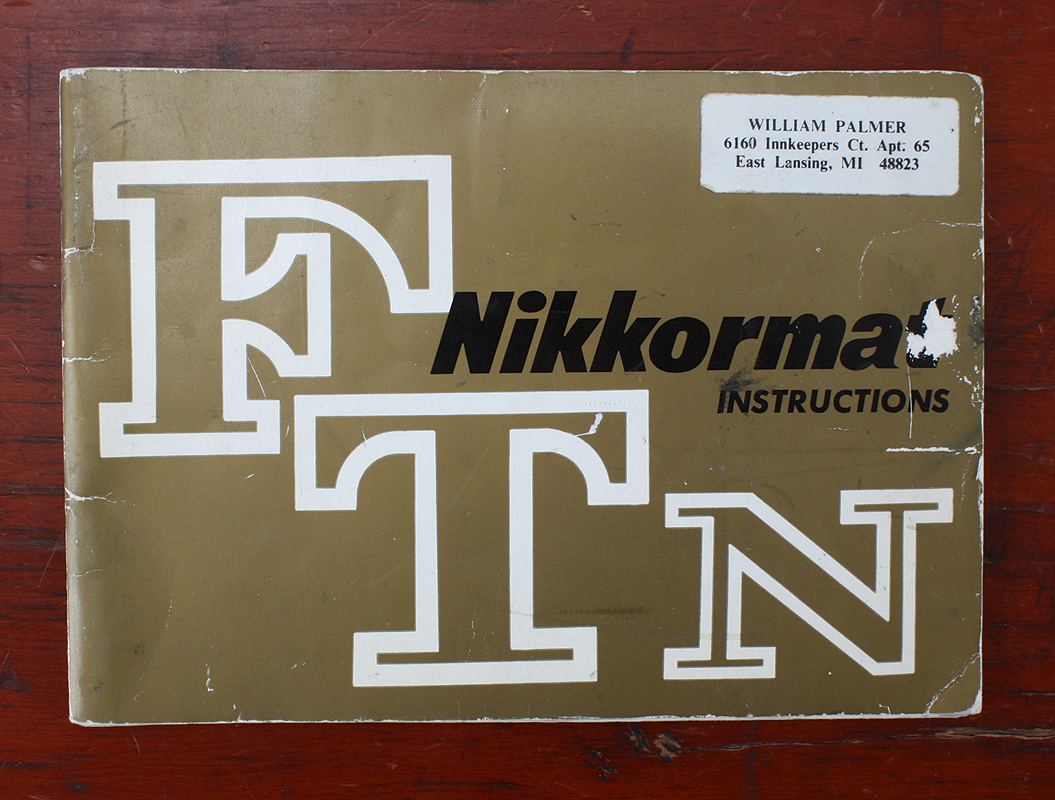 WILLIAM PALMER
6160 Innkeepers Ct. Apt. 65
East Lansing, MI 48823
F
Nikkormat
INSTRUCTIONS
T
N